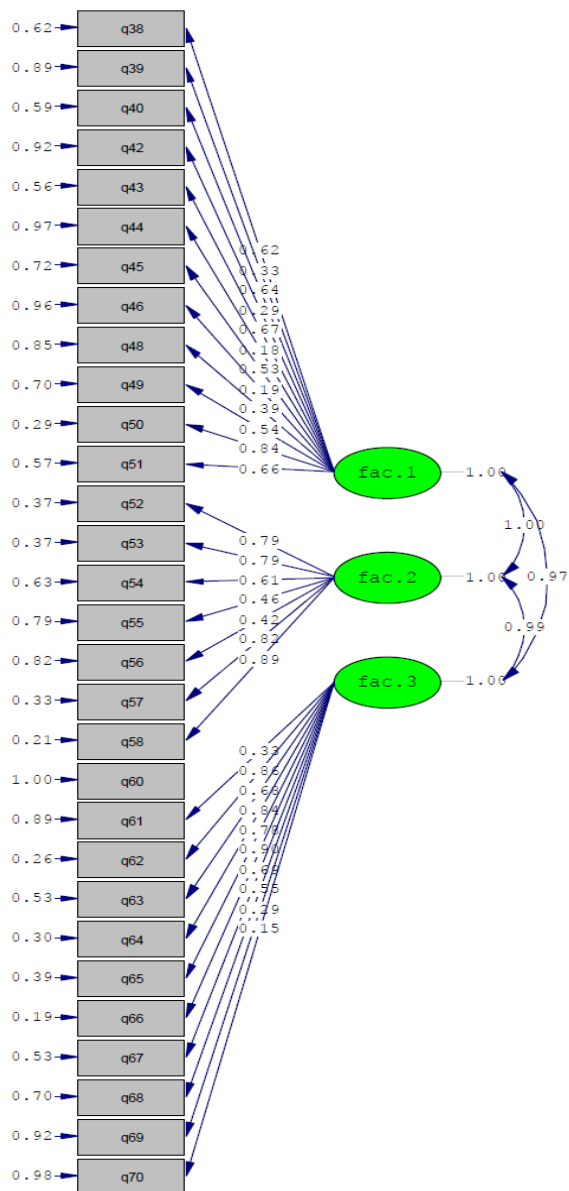 0.62 q38
0.89 q39
0.59 q40
0.92 q42
0.56 q43
0.97 q44
0.72 q45
0.96 q46
0.85 q48
0.70 q49
0.29 q50
0.57 q51
0.37 q52
0.37 q53
0.63 q54
0.79 q55
0.82 q56
0.33 q57
0.21 q58
1.00 q60
0.89 q61
0.26 q62
0.53 q63
0.30 q64
0.39 q65
0.19 q66
0.53 q67
0.70 q68
0.92 q69
0.98 q70
0.62
0.33
0.64
0.29
0.67
0.18
0.53
0.19
0.39
0.54
0.84
0.66
0.79
0.79
0.61
0.46
0.42
0.82
0.89
0.33
0.86
0.68
0.84
0.78
0.90
0.69
0.55
0.29
0.15
fac.1 1.00
fac.2 1.00
fac.3 1.00
1.00
0.97
0.99